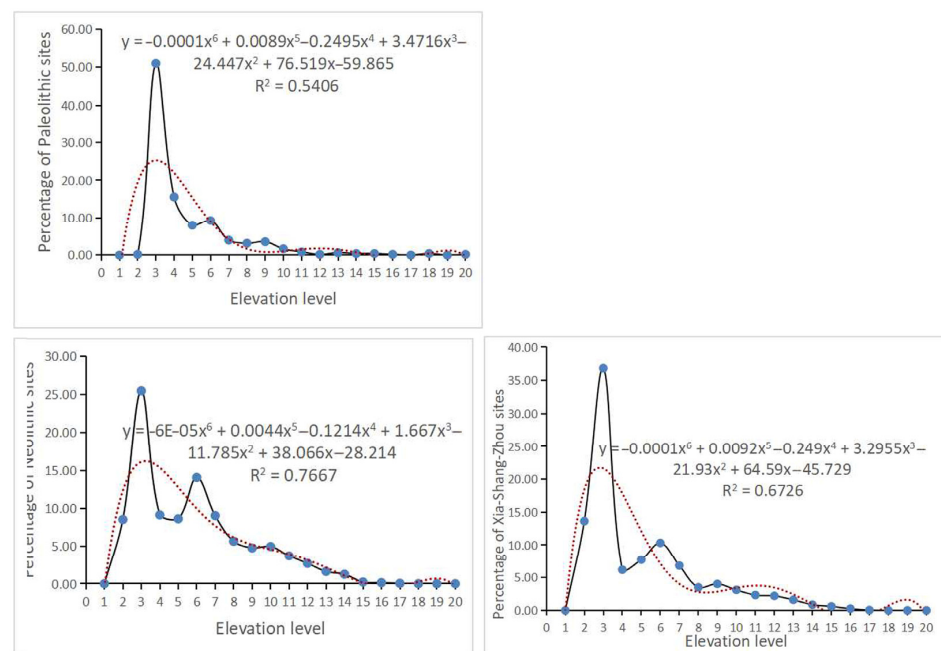 60.00
50.00
40.00
30.00
20.00
10.00
0.00
Percentage of Paleolithic sites
y = –0.0001x⁶ + 0.0089x⁵–0.2495x⁴ + 3.4716x³–
24.447x² + 76.519x–59.865
R² = 0.5406
0 1 2 3 4 5 6 7 8 9 10 11 12 13 14 15 16 17 18 19 20
Elevation level
30.00
25.00
20.00
15.00
10.00
5.00
0.00
Percentage of Neolithic sites
y = -6E-05x⁶ + 0.0044x⁵–0.1214x⁴ + 1.667x³–
11.785x² + 38.066x–28.214
R² = 0.7667
0 1 2 3 4 5 6 7 8 9 10 11 12 13 14 15 16 17 18 19 20
Elevation level
40.00
35.00
30.00
25.00
20.00
15.00
10.00
5.00
0.00
Percentage of Xia-Shang-Zhou sites
y = –0.0001x⁶ + 0.0092x⁵–0.249x⁴ + 3.2955x³–
21.93x² + 64.59x–45.729
R² = 0.6726
0 1 2 3 4 5 6 7 8 9 10 11 12 13 14 15 16 17 18 19 20
Elevation level